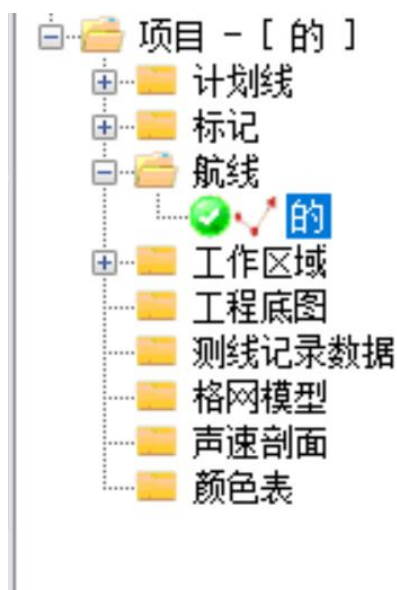 项目 - [ 的 ]
计划线
标记
航线
的
工作区域
工程底图
测线记录数据
格网模型
声速剖面
颜色表